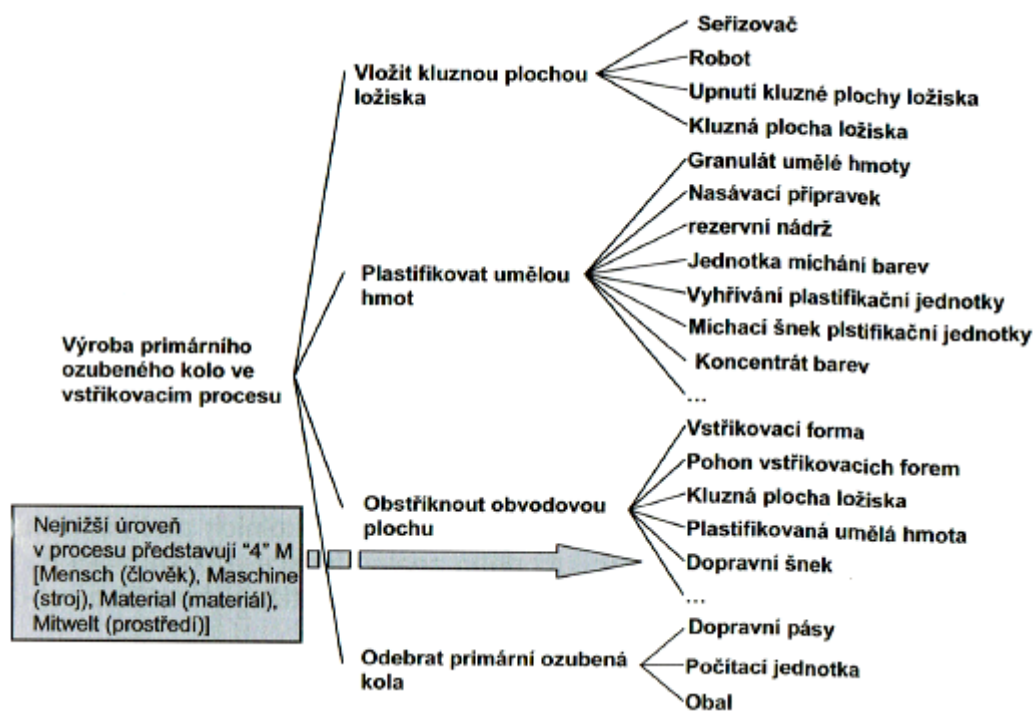 Seřizovač
Vložit kluznou plochou
ložiska
Robot
Upnutí kluzné plochy ložiska
Kluzná plocha ložiska
Granulát umělé hmoty
Nasávací přípravek
rezervní nádrž
Plastifikovat umělou
hmot
Jednotka míchání barev
Vyhřívání plastifikační jednotky
Míchací šnek plstifikační jednotky
Koncentrát barev
...
Výroba primárního
ozubeného kolo ve
vstřikovacím procesu
Vstřikovací forma
Pohon vstřikovacích forem
Obstříknout obvodovou
plochu
Kluzná plocha ložiska
Plastifikovaná umělá hmota
Dopravní šnek
...
Nejnižší úroveň
v procesu představují "4" M
[Mensch (člověk), Maschine
(stroj), Material (materiál),
Mitwelt (prostředí)]
Odebrat primární ozubená
kola
Dopravní pásy
Počítací jednotka
Obal